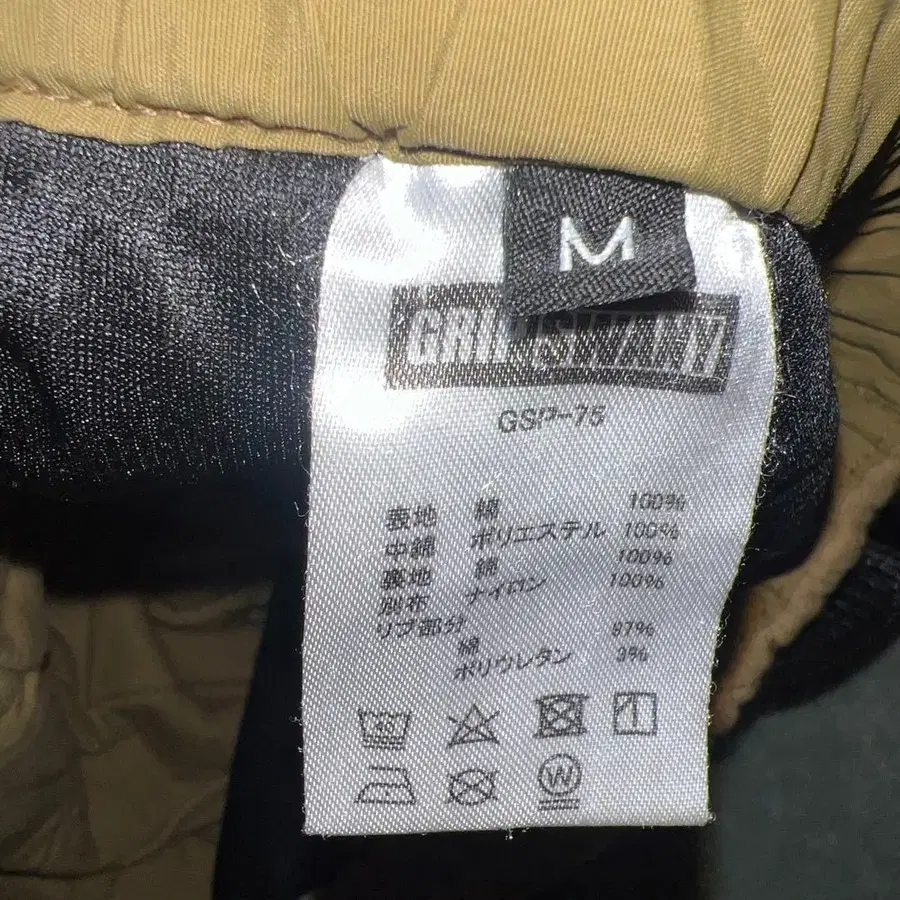 M
GRIP SWANY
GSP-75
表地 綿 100%
中綿 ポリエステル 100%
裏地 綿 100%
別布 ナイロン 100%
リブ部分
綿 97%
ポリウレタン 3%
W